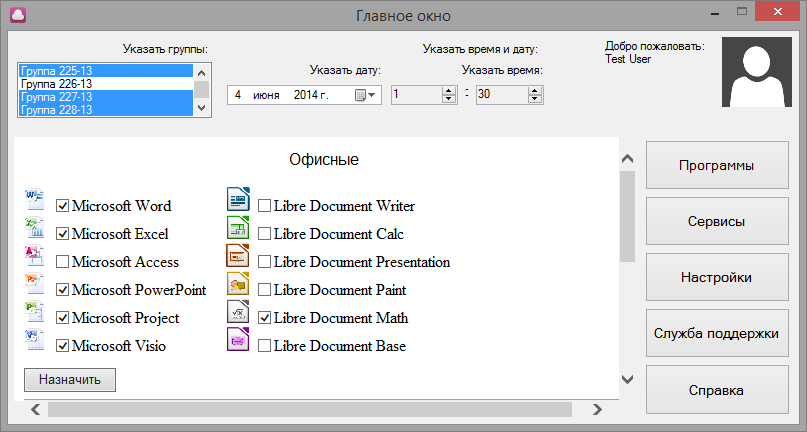 Главное окно
Указать группы:
Указать время и дату:
Добро пожаловать:
Test User
Указать дату:
Указать время:
Группа 225-13
Группа 226-13
Группа 227-13
Группа 228-13
4 июня 2014 г.
1 : 30
Офисные
Microsoft Word
Libre Document Writer
Microsoft Excel
Libre Document Calc
Microsoft Access
Libre Document Presentation
Microsoft PowerPoint
Libre Document Paint
Microsoft Project
Libre Document Math
Microsoft Visio
Libre Document Base
Назначить
Программы
Сервисы
Настройки
Служба поддержки
Справка